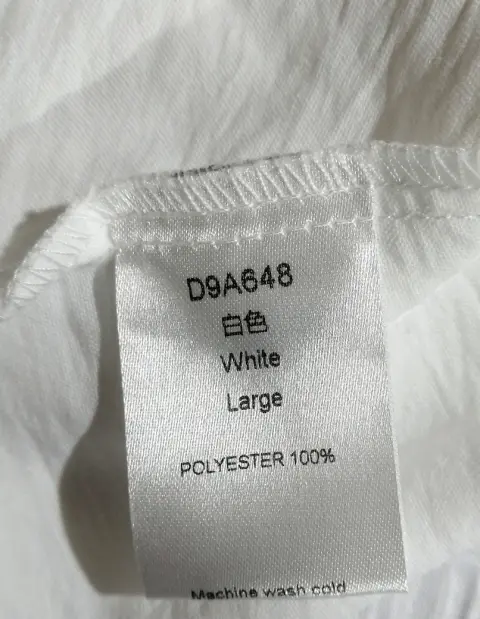 D9A648
白色
White
Large
POLYESTER 100%
Machine wash cold